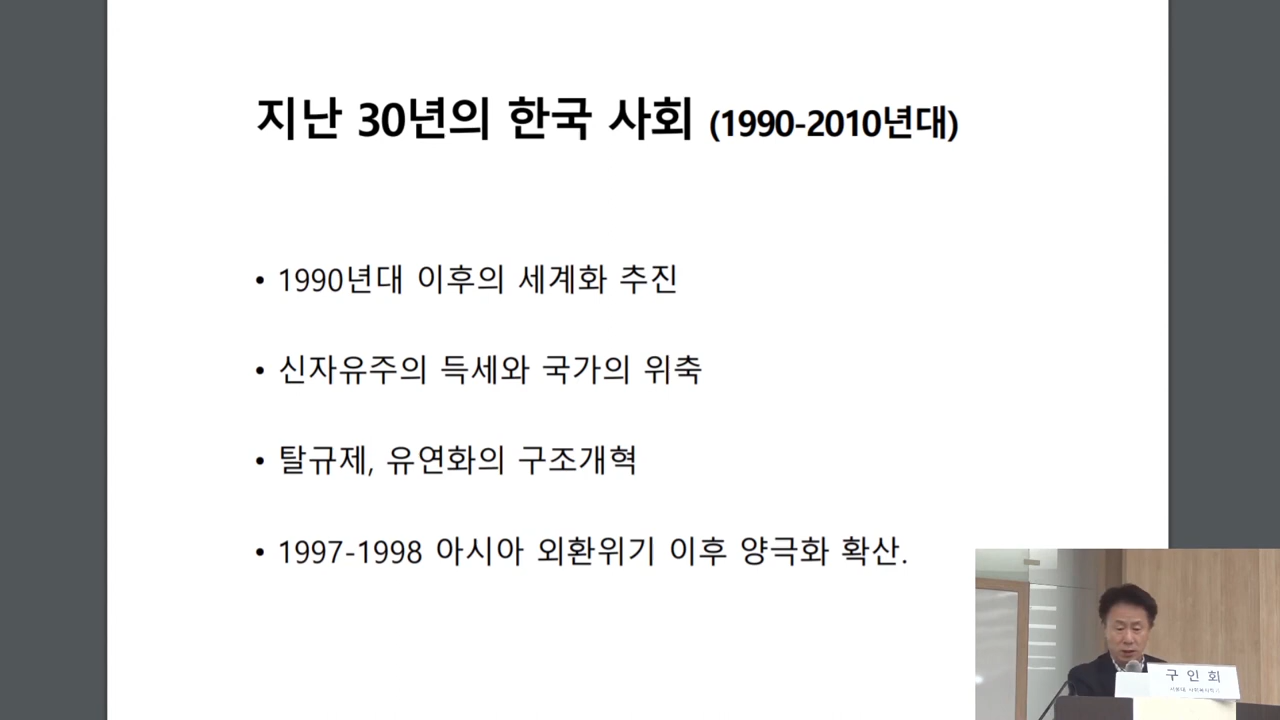 지난 30년의 한국 사회 (1990-2010년대)
• 1990년대 이후의 세계화 추진
• 신자유주의 득세와 국가의 위축
• 탈규제, 유연화의 구조개혁
• 1997-1998 아시아 외환위기 이후 양극화 확산.
구 인 회